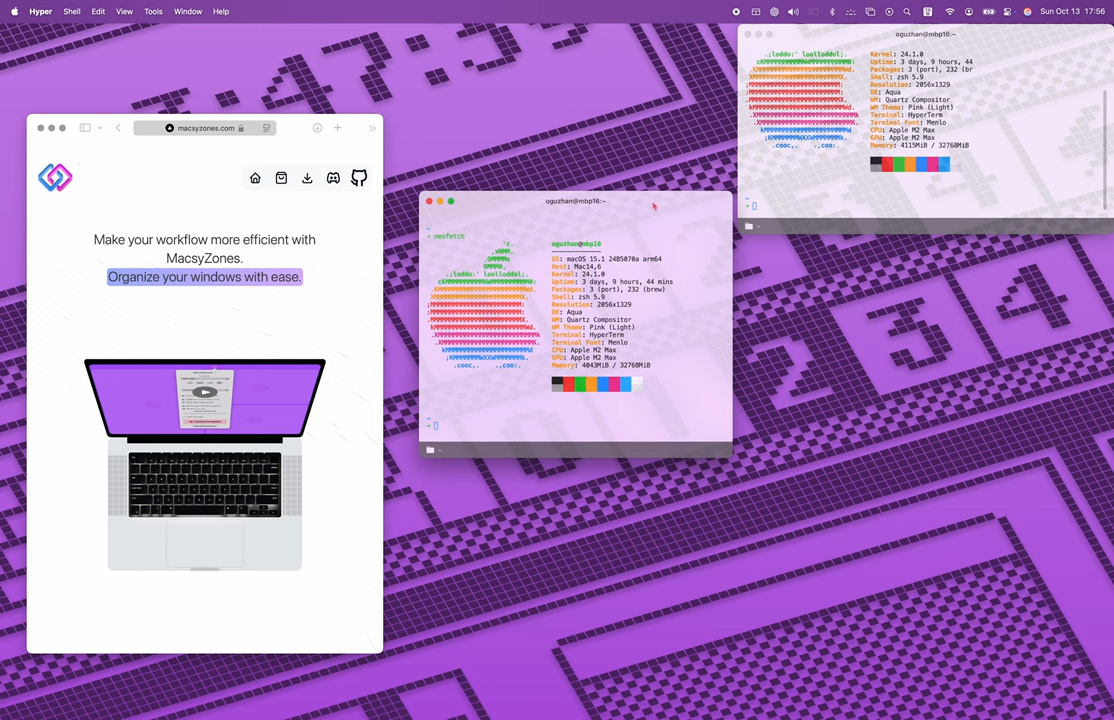 Hyper Shell Edit View Tools Window Help
Sun Oct 13 17:56
macsyzones.com
Make your workflow more efficient with
MacsyZones.
Organize your windows with ease.
oguzhan@mbp16:~
~
neofetch
oguzhan@mbp16
OS: macOS 15.1 24B5070a arm64
Host: Mac14,6
Kernel: 24.1.0
Uptime: 3 days, 9 hours, 44 mins
Packages: 3 (port), 232 (brew)
Shell: zsh 5.9
Resolution: 2056x1329
DE: Aqua
WM: Quartz Compositor
WM Theme: Pink (Light)
Terminal: HyperTerm
Terminal Font: Menlo
CPU: Apple M2 Max
GPU: Apple M2 Max
Memory: 4043MiB / 32768MiB
~
~
oguzhan@mbp16:~
Kernel: 24.1.0
Uptime: 3 days, 9 hours, 44
Packages: 3 (port), 232 (br
Shell: zsh 5.9
Resolution: 2056x1329
DE: Aqua
WM: Quartz Compositor
WM Theme: Pink (Light)
Terminal: HyperTerm
Terminal Font: Menlo
CPU: Apple M2 Max
GPU: Apple M2 Max
Memory: 4115MiB / 32768MiB
~
~